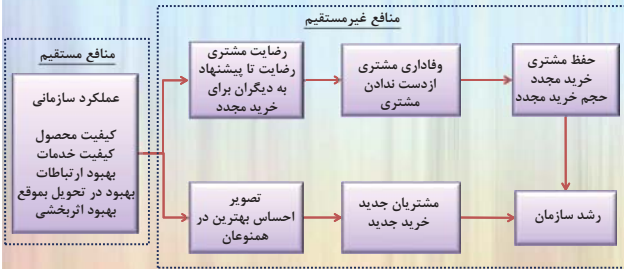 منافع غیرمستقیم
منافع مستقیم
عملکرد سازمانی
کیفیت محصول
کیفیت خدمات
بهبود ارتباطات
بهبود در تحویل بموقع
بهبود اثربخشی
رضایت مشتری
رضایت تا پیشنهاد
به دیگران برای
خرید مجدد
وفاداری مشتری
ازدست ندادن
مشتری
حفظ مشتری
خرید مجدد
حجم خرید مجدد
تصویر
احساس بهترین در
همنوعان
مشتریان جدید
خرید جدید
رشد سازمان